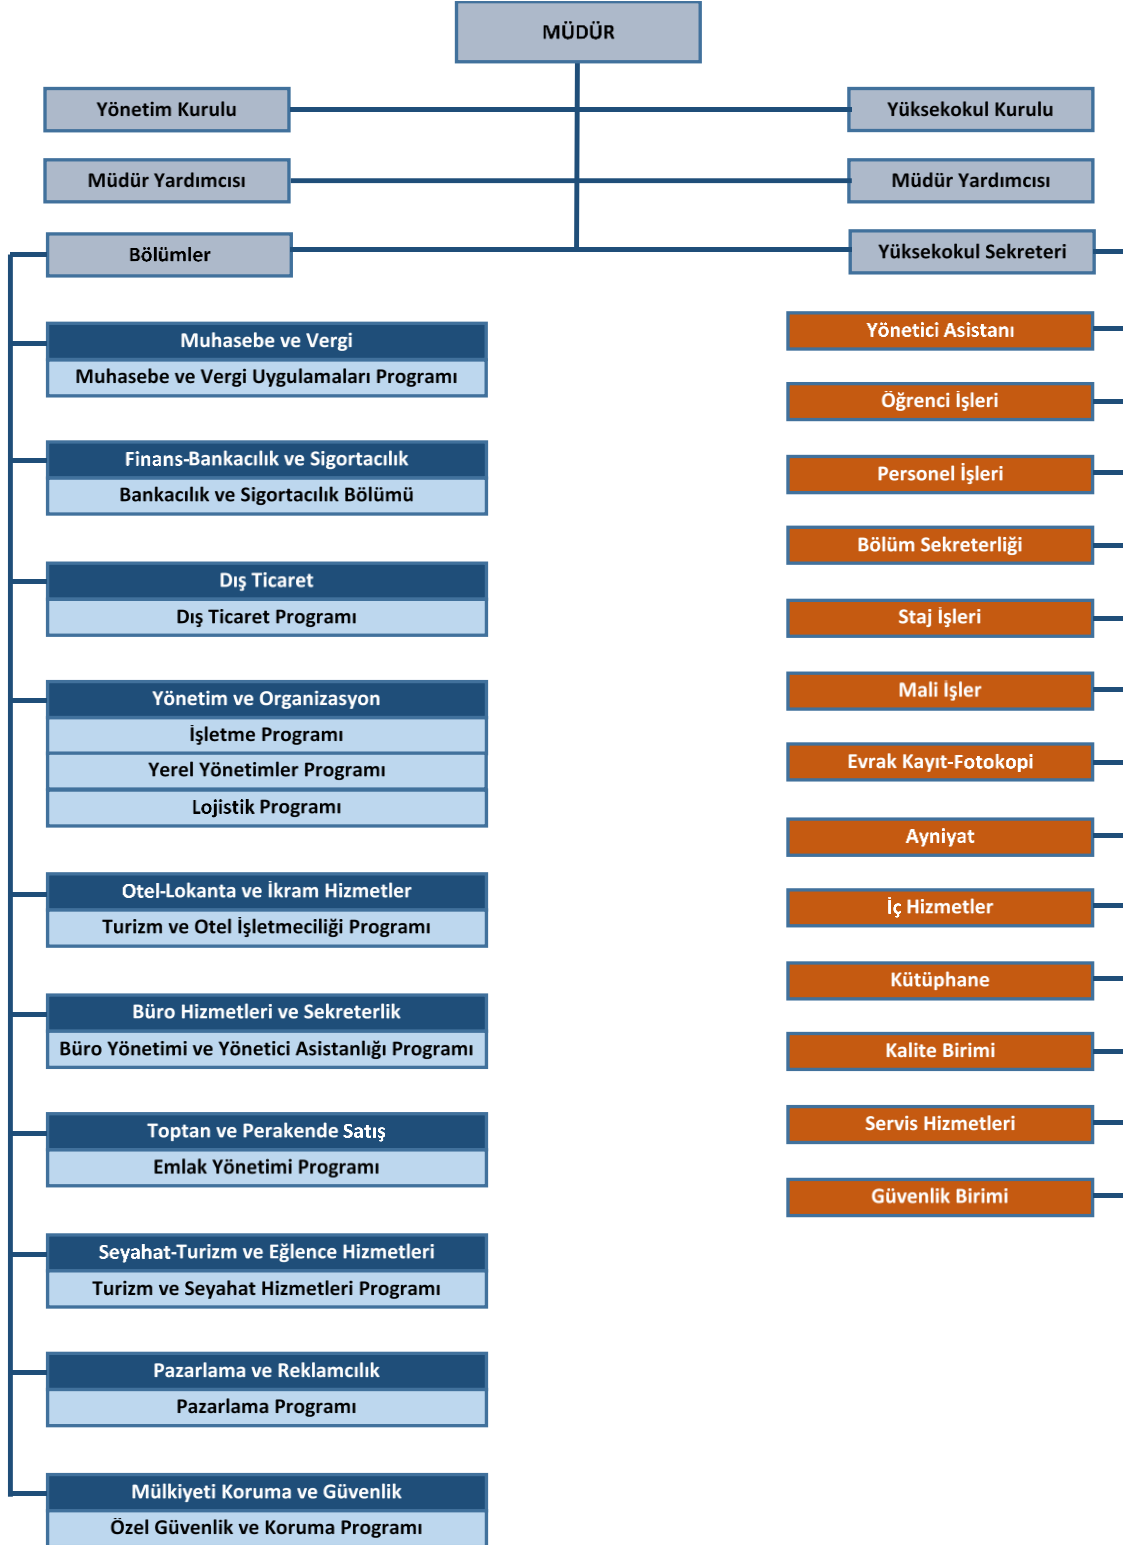 MÜDÜR
Yönetim Kurulu
Yüksekokul Kurulu
Müdür Yardımcısı
Müdür Yardımcısı
Bölümler
Yüksekokul Sekreteri
Muhasebe ve Vergi
Muhasebe ve Vergi Uygulamaları Programı
Finans-Bankacılık ve Sigortacılık
Bankacılık ve Sigortacılık Bölümü
Dış Ticaret
Dış Ticaret Programı
Yönetim ve Organizasyon
İşletme Programı
Yerel Yönetimler Programı
Lojistik Programı
Otel-Lokanta ve İkram Hizmetler
Turizm ve Otel İşletmeciliği Programı
Büro Hizmetleri ve Sekreterlik
Büro Yönetimi ve Yönetici Asistanlığı Programı
Toptan ve Perakende Satış
Emlak Yönetimi Programı
Seyahat-Turizm ve Eğlence Hizmetleri
Turizm ve Seyahat Hizmetleri Programı
Pazarlama ve Reklamcılık
Pazarlama Programı
Mülkiyeti Koruma ve Güvenlik
Özel Güvenlik ve Koruma Programı
Yönetici Asistanı
Öğrenci İşleri
Personel İşleri
Bölüm Sekreterliği
Staj İşleri
Mali İşler
Evrak Kayıt-Fotokopi
Ayniyat
İç Hizmetler
Kütüphane
Kalite Birimi
Servis Hizmetleri
Güvenlik Birimi